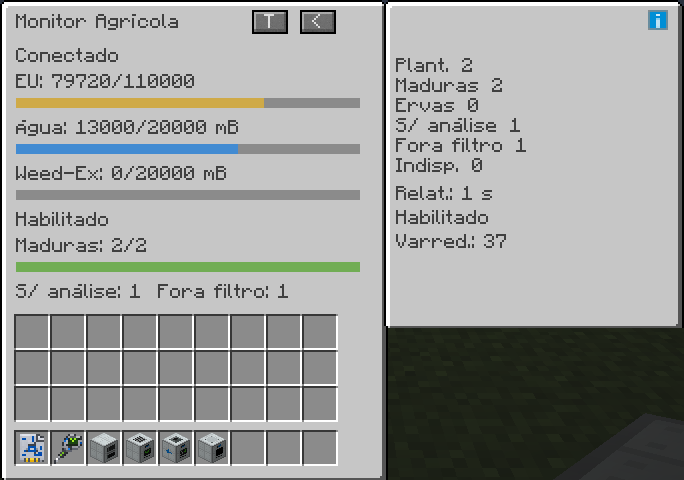 Monitor Agrícola
T <
Conectado
EU: 79720/110000
Água: 13000/20000 mB
Weed-Ex: 0/20000 mB
Habilitado
Maduras: 2/2
S/ análise: 1 Fora filtro: 1
i
Plant. 2
Maduras 2
Ervas 0
S/ análise 1
Fora filtro 1
Indisp. 0
Relat.: 1 s
Habilitado
Varred.: 37